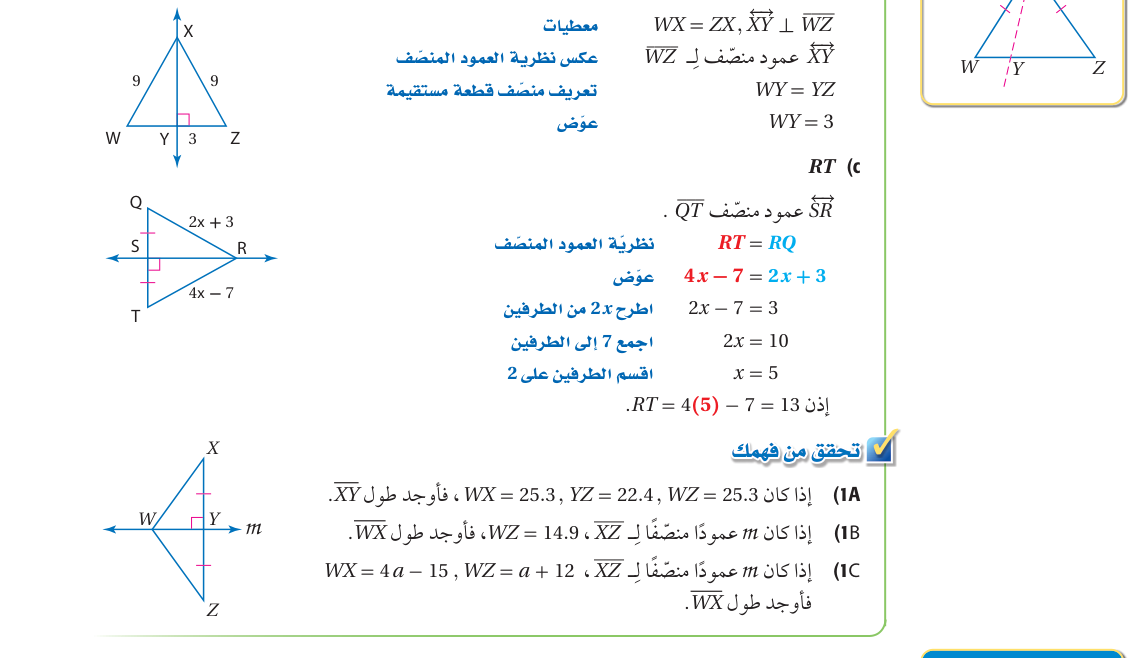 WX = ZX, XY ⊥ WZ معطيات
XY عمود منصّف لِـ WZ عكس نظرية العمود المنصّف
WY = YZ تعريف منصّف قطعة مستقيمة
WY = 3 عوّض
X
9 9
W Y 3 Z
W Y Z
RT (c
SR عمود منصّف QT .
RT = RQ نظريّة العمود المنصّف
4x − 7 = 2x + 3 عوّض
2x − 7 = 3 اطرح 2x من الطرفين
2x = 10 اجمع 7 إلى الطرفين
x = 5 اقسم الطرفين على 2
إذن RT = 4(5) − 7 = 13.
Q
2x + 3
S R
4x − 7
T
تحقق من فهمك
1A) إذا كان WX = 25.3 , YZ = 22.4 , WZ = 25.3 ، فأوجد طول XY.
1B) إذا كان m عمودًا منصّفًا لِـ XZ ، WZ = 14.9، فأوجد طول WX.
1C) إذا كان m عمودًا منصّفًا لِـ XZ ، WX = 4a − 15 , WZ = a + 12
فأوجد طول WX.
X
W Y m
Z